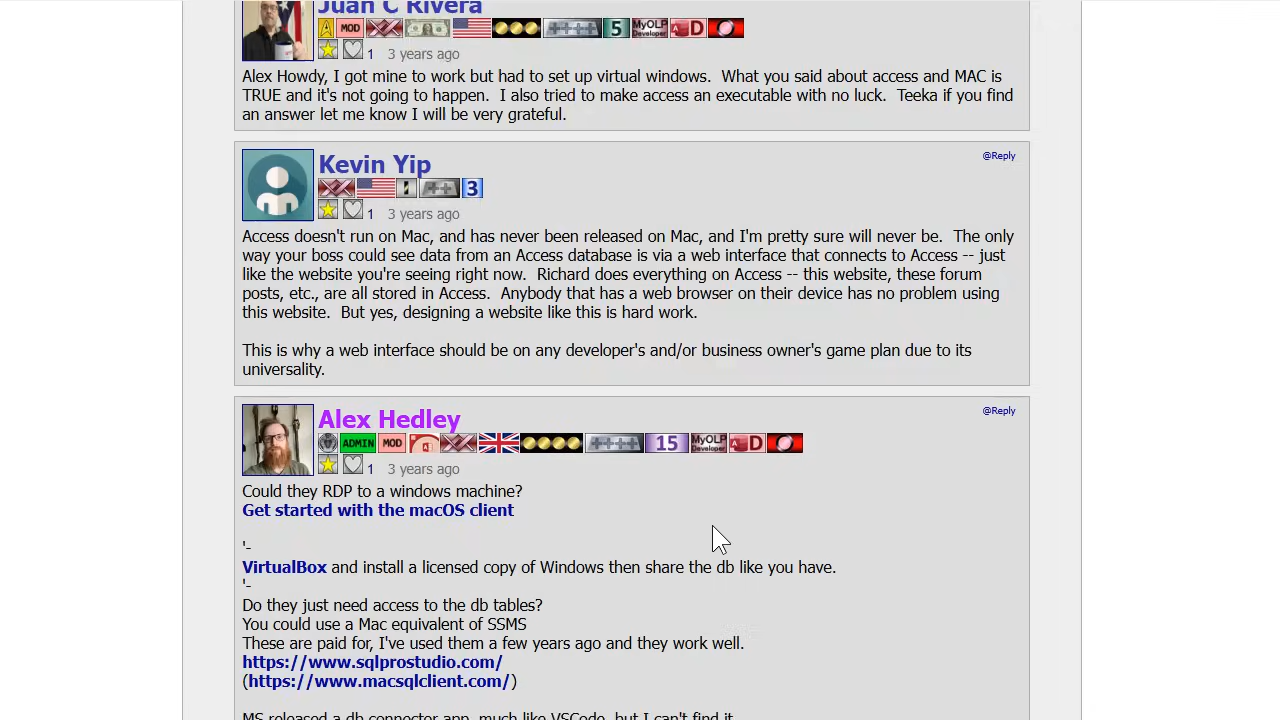 Juan C Rivera
MOD
5 MyOLP Developer D
1 3 years ago
Alex Howdy, I got mine to work but had to set up virtual windows. What you said about access and MAC is
TRUE and it's not going to happen. I also tried to make access an executable with no luck. Teeka if you find
an answer let me know I will be very grateful.
Kevin Yip
@Reply
3
1 3 years ago
Access doesn't run on Mac, and has never been released on Mac, and I'm pretty sure will never be. The only
way your boss could see data from an Access database is via a web interface that connects to Access -- just
like the website you're seeing right now. Richard does everything on Access -- this website, these forum
posts, etc., are all stored in Access. Anybody that has a web browser on their device has no problem using
this website. But yes, designing a website like this is hard work.
This is why a web interface should be on any developer's and/or business owner's game plan due to its
universality.
Alex Hedley
@Reply
ADMIN MOD 15 MyOLP Developer D
1 3 years ago
Could they RDP to a windows machine?
Get started with the macOS client
'-
VirtualBox and install a licensed copy of Windows then share the db like you have.
'-
Do they just need access to the db tables?
You could use a Mac equivalent of SSMS
These are paid for, I've used them a few years ago and they work well.
https://www.sqlprostudio.com/
(https://www.macsqlclient.com/)
MS released a db connector app, much like VSCode, but I can't find it